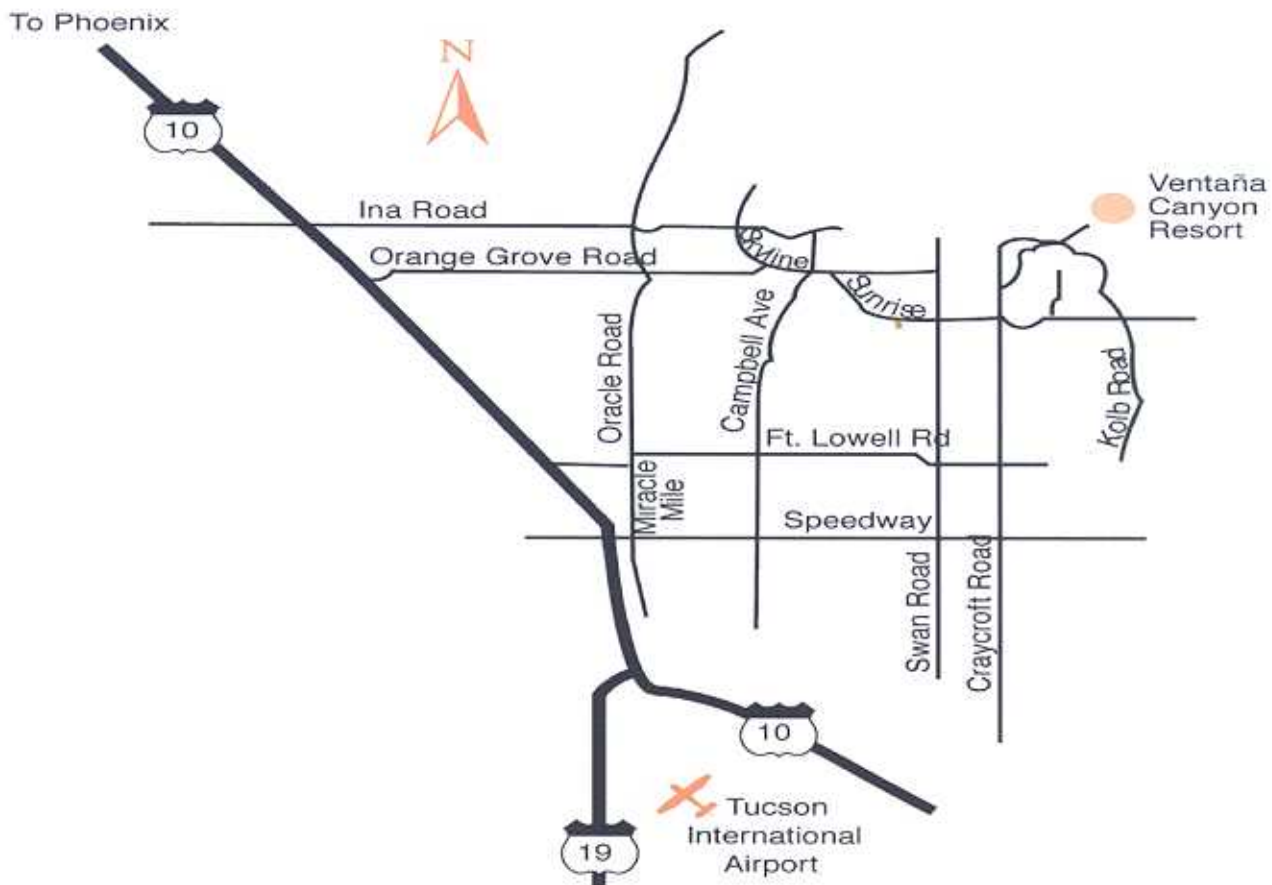 To Phoenix
N
10
Ventaña
Canyon
Resort
Ina Road
Skyline
Orange Grove Road
Sunrise
Oracle Road
Campbell Ave
Kolb Road
Ft. Lowell Rd
Miracle
Mile
Speedway
Swan Road
Craycroft Road
10
Tucson
International
Airport
19